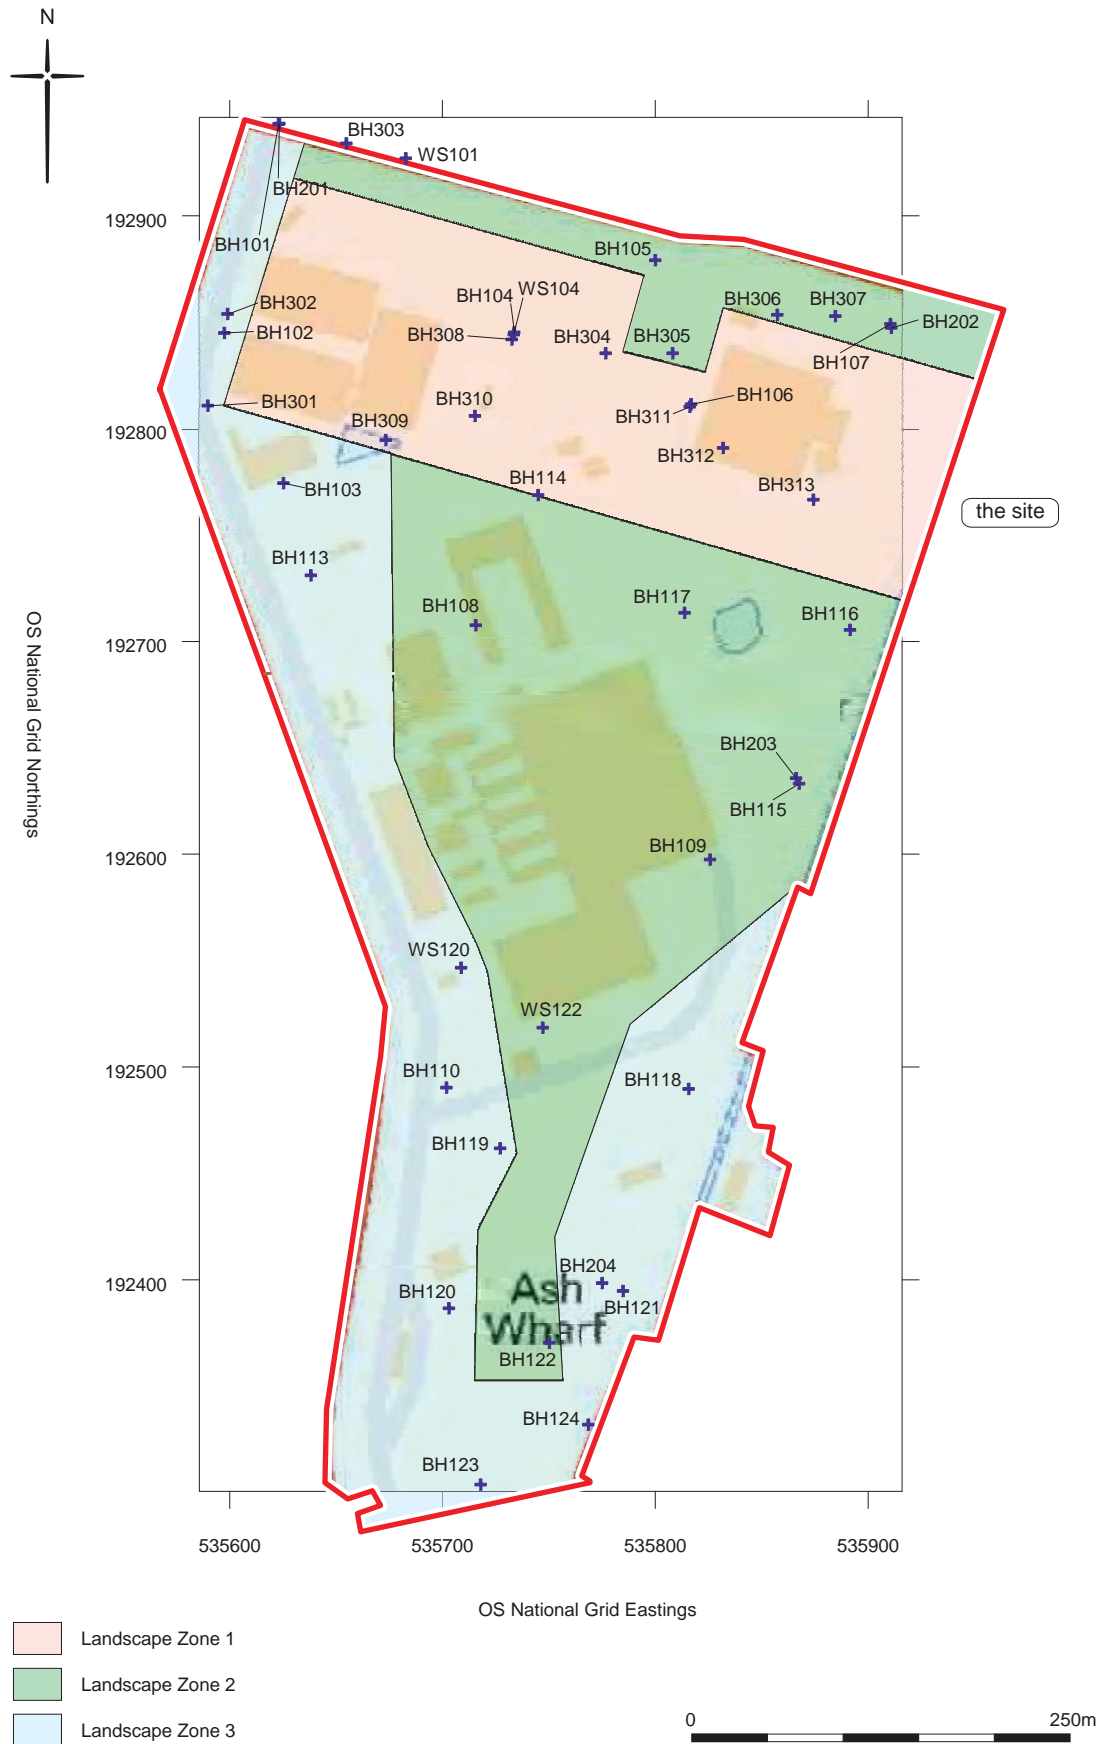 N
BH303
WS101
BH201
192900
BH101
BH105
BH302
BH104
WS104
BH306
BH307
BH102
BH308
BH304
BH305
BH202
BH107
BH301
BH310
BH106
BH309
BH311
192800
BH312
BH114
BH313
BH103
the site
BH113
BH108
BH117
BH116
192700
OS National Grid Northings
BH203
BH115
BH109
192600
WS120
WS122
BH110
BH118
192500
BH119
BH204
192400
Ash
BH120
BH121
Wharf
BH122
BH124
BH123
535600
535700
535800
535900
OS National Grid Eastings
Landscape Zone 1
Landscape Zone 2
Landscape Zone 3
0
250m